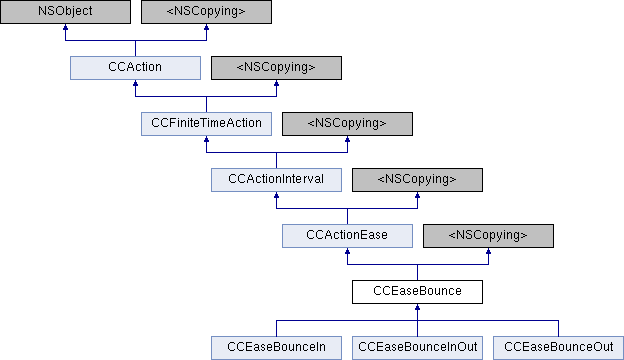 NSObject
<NSCopying>
CCAction
<NSCopying>
CCFiniteTimeAction
<NSCopying>
CCActionInterval
<NSCopying>
CCActionEase
<NSCopying>
CCEaseBounce
CCEaseBounceIn
CCEaseBounceInOut
CCEaseBounceOut